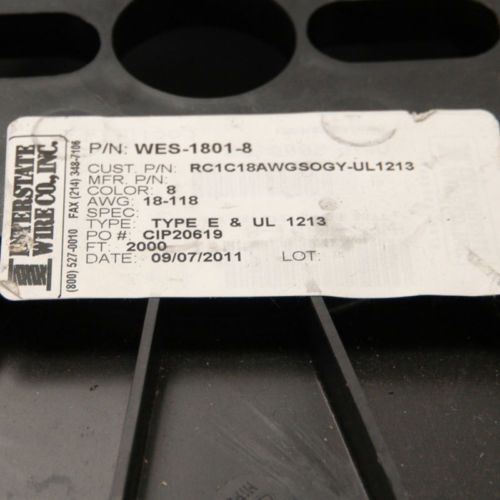 INTERSTATE
WIRE CO., INC.
(800) 527-0010 FAX (214) 348-7106
P/N: WES-1801-8
CUST. P/N: RC1C18AWGSOGY-UL1213
MFR. P/N:
COLOR: 8
AWG: 18-118
SPEC:
TYPE: TYPE E & UL 1213
PO #: CIP20619
FT: 2000
DATE: 09/07/2011 LOT: